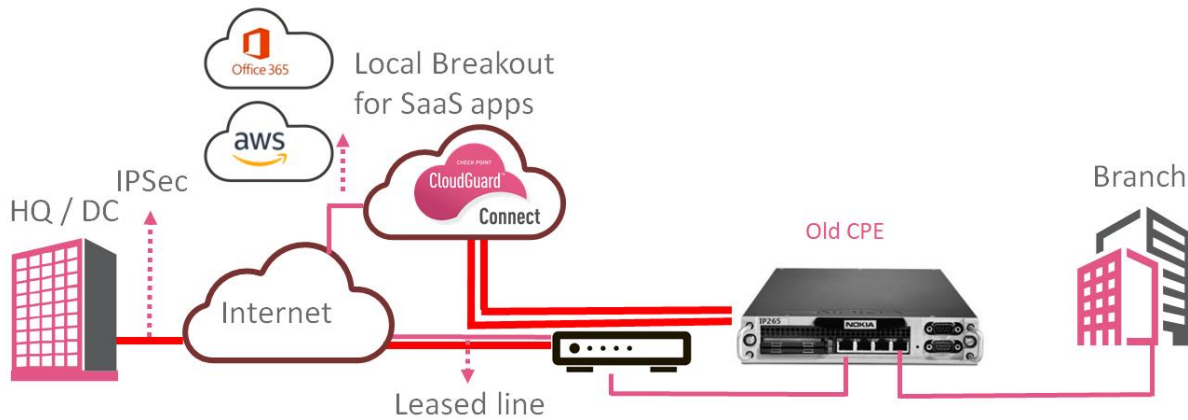 Office 365
aws
Local Breakout
for SaaS apps
CHECK POINT
CloudGuard™
Connect
IPSec
HQ / DC
Internet
Leased line
Old CPE
IP265
NOKIA
Branch